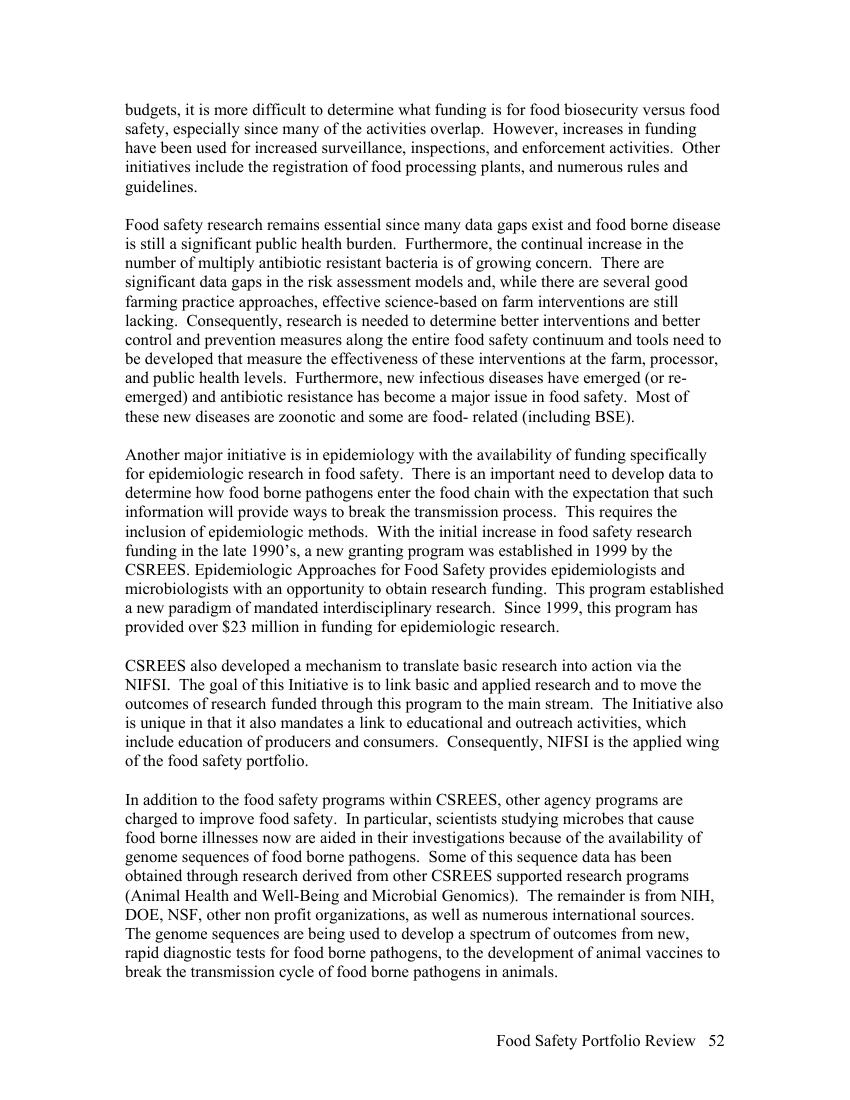 budgets, it is more difficult to determine what funding is for food biosecurity versus food
safety, especially since many of the activities overlap.  However, increases in funding
have been used for increased surveillance, inspections, and enforcement activities.  Other
initiatives include the registration of food processing plants, and numerous rules and
guidelines.

Food safety research remains essential since many data gaps exist and food borne disease
is still a significant public health burden.  Furthermore, the continual increase in the
number of multiply antibiotic resistant bacteria is of growing concern.  There are
significant data gaps in the risk assessment models and, while there are several good
farming practice approaches, effective science-based on farm interventions are still
lacking.  Consequently, research is needed to determine better interventions and better
control and prevention measures along the entire food safety continuum and tools need to
be developed that measure the effectiveness of these interventions at the farm, processor,
and public health levels.  Furthermore, new infectious diseases have emerged (or re-
emerged) and antibiotic resistance has become a major issue in food safety.  Most of
these new diseases are zoonotic and some are food- related (including BSE).

Another major initiative is in epidemiology with the availability of funding specifically
for epidemiologic research in food safety.  There is an important need to develop data to
determine how food borne pathogens enter the food chain with the expectation that such
information will provide ways to break the transmission process.  This requires the
inclusion of epidemiologic methods.  With the initial increase in food safety research
funding in the late 1990's, a new granting program was established in 1999 by the
CSREES. Epidemiologic Approaches for Food Safety provides epidemiologists and
microbiologists with an opportunity to obtain research funding.  This program established
a new paradigm of mandated interdisciplinary research.  Since 1999, this program has
provided over $23 million in funding for epidemiologic research.

CSREES also developed a mechanism to translate basic research into action via the
NIFSI.  The goal of this Initiative is to link basic and applied research and to move the
outcomes of research funded through this program to the main stream.  The Initiative also
is unique in that it also mandates a link to educational and outreach activities, which
include education of producers and consumers.  Consequently, NIFSI is the applied wing
of the food safety portfolio.

In addition to the food safety programs within CSREES, other agency programs are
charged to improve food safety.  In particular, scientists studying microbes that cause
food borne illnesses now are aided in their investigations because of the availability of
genome sequences of food borne pathogens.  Some of this sequence data has been
obtained through research derived from other CSREES supported research programs
(Animal Health and Well-Being and Microbial Genomics).  The remainder is from NIH,
DOE, NSF, other non profit organizations, as well as numerous international sources.
The genome sequences are being used to develop a spectrum of outcomes from new,
rapid diagnostic tests for food borne pathogens, to the development of animal vaccines to
break the transmission cycle of food borne pathogens in animals.

Food Safety Portfolio Review   52